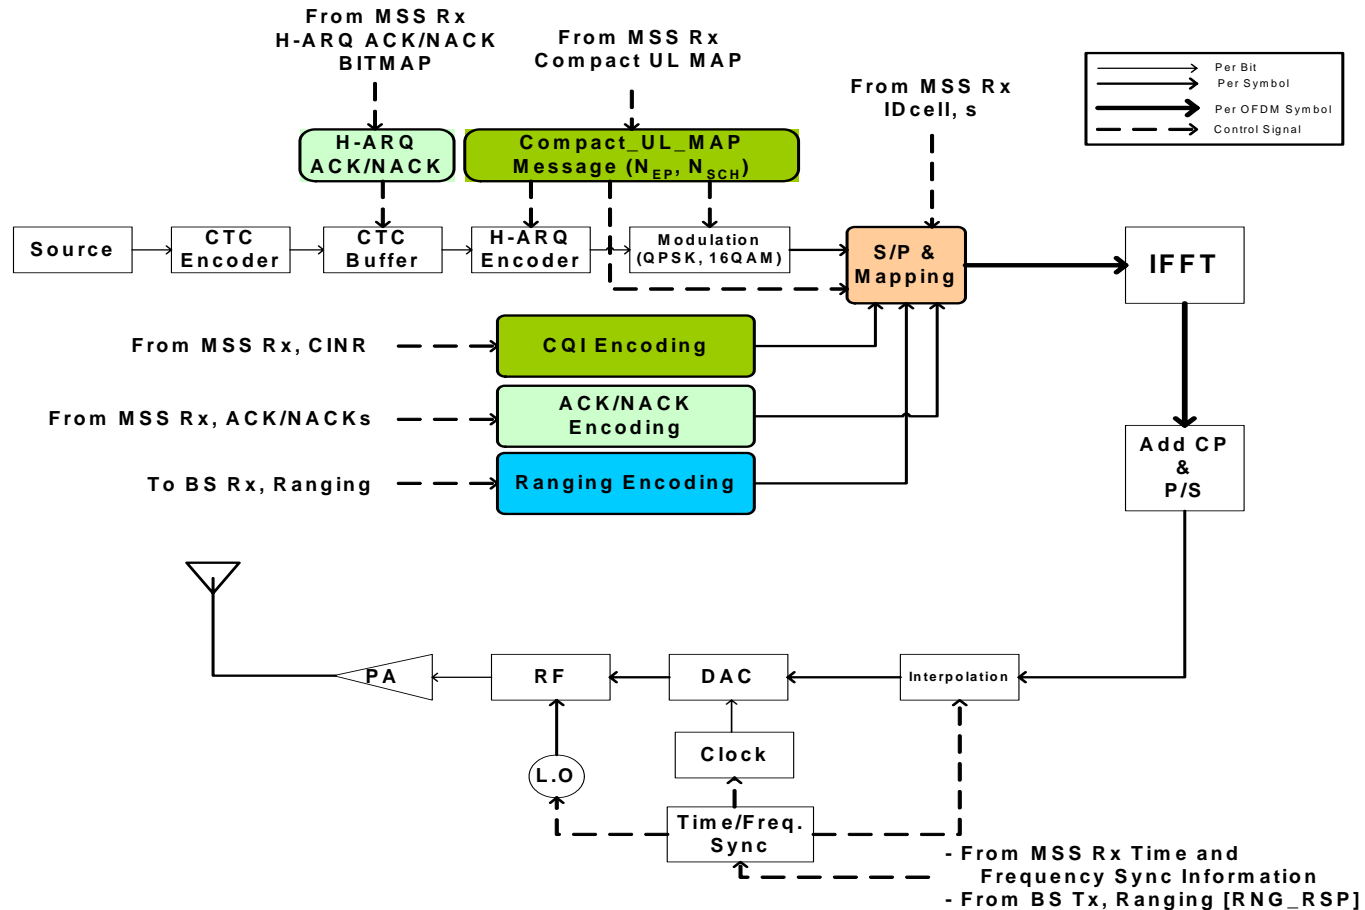 From MSS Rx
H-ARQ ACK/NACK
BITMAP
From MSS Rx
Compact UL MAP
From MSS Rx
IDcell, s
Per Bit
Per Symbol
Per OFDM Symbol
Control Signal
H-ARQ
ACK/NACK
Compact_UL_MAP
Message (NEP, NSCH)
Source
CTC
Encoder
CTC
Buffer
H-ARQ
Encoder
Modulation
(QPSK, 16QAM)
S/P &
Mapping
IFFT
From MSS Rx, CINR
CQI Encoding
From MSS Rx, ACK/NACKs
ACK/NACK
Encoding
To BS Rx, Ranging
Ranging Encoding
Add CP
&
P/S
PA
RF
DAC
Interpolation
Clock
L.O
Time/Freq.
Sync
- From MSS Rx Time and
Frequency Sync Information
- From BS Tx, Ranging [RNG_RSP]